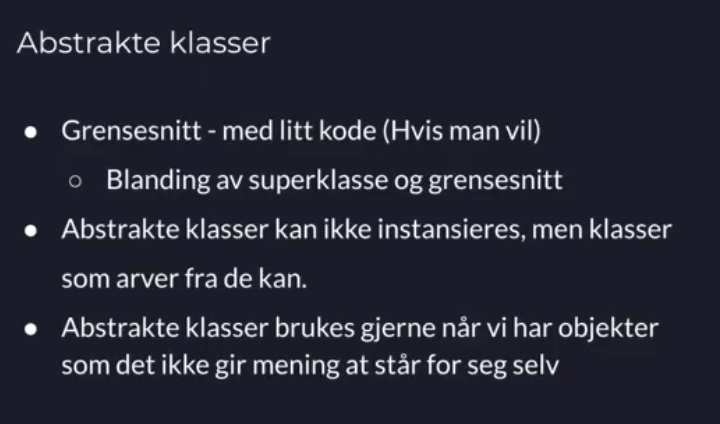 Abstrakte klasser
● Grensesnitt - med litt kode (Hvis man vil)
○ Blanding av superklasse og grensesnitt
● Abstrakte klasser kan ikke instansieres, men klasser
som arver fra de kan.
● Abstrakte klasser brukes gjerne når vi har objekter
som det ikke gir mening at står for seg selv